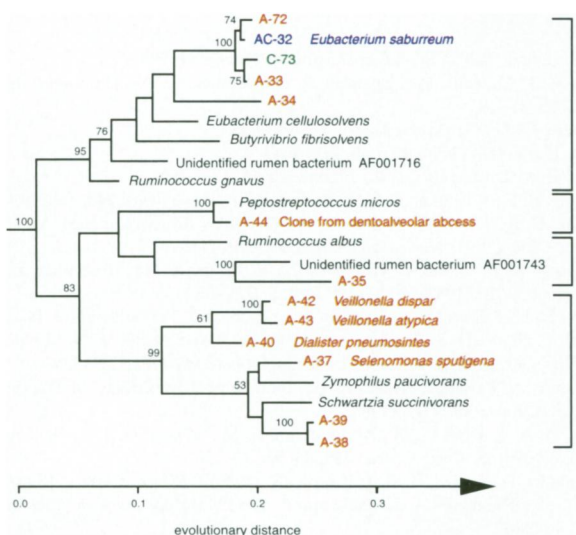 74
A-72
AC-32 Eubacterium saburreum
100
C-73
75
A-33
A-34
Eubacterium cellulosolvens
76
Butyrivibrio fibrisolvens
95
Unidentified rumen bacterium AF001716
Ruminococcus gnavus
100
Peptostreptococcus micros
100
A-44 Clone from dentoalveolar abcess
Ruminococcus albus
100
Unidentified rumen bacterium AF001743
A-35
83
A-42 Veillonella dispar
100
A-43 Veillonella atypica
61
A-40 Dialister pneumosintes
99
A-37 Selenomonas sputigena
53
Zymophilus paucivorans
Schwartzia succinivorans
100
A-39
A-38
0.0 0.1 0.2 0.3
evolutionary distance